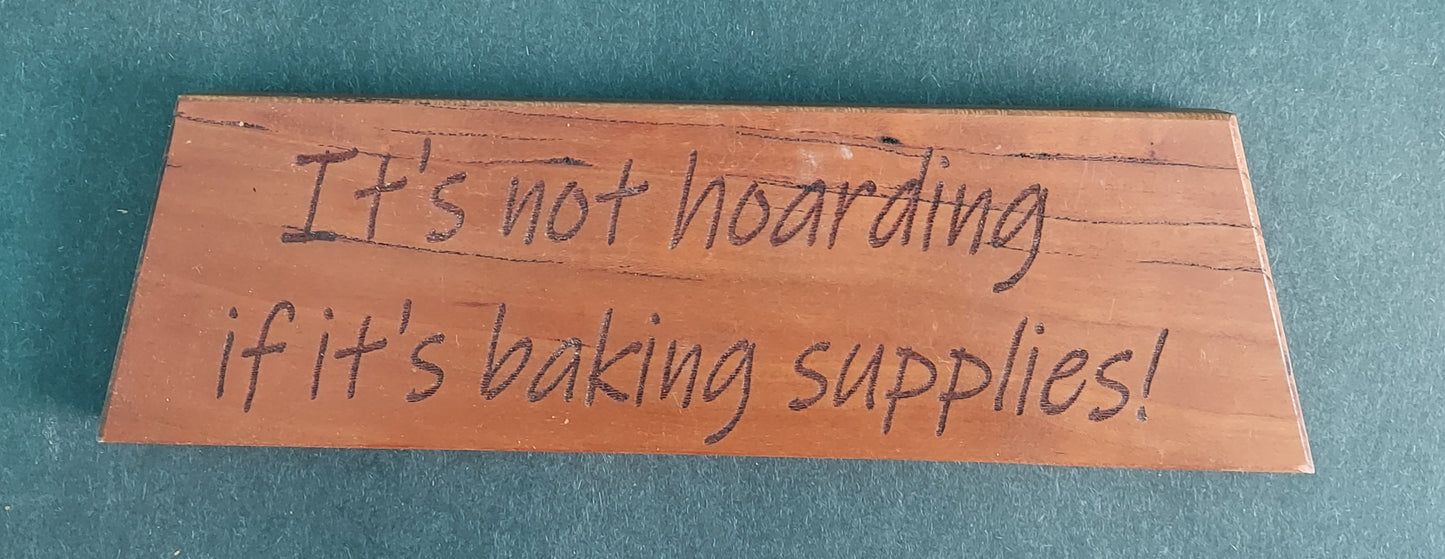 It's not hoarding
if it's baking supplies!